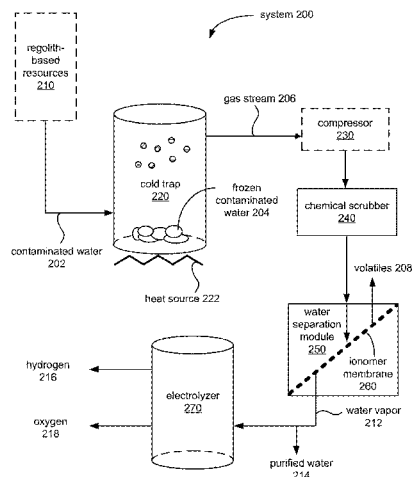 system 200
regolith-
based
resources
210
gas stream 206
compressor
230
cold trap
220
frozen
contaminated
water 204
chemical scrubber
240
contaminated water
202
volatiles 208
heat source 222
water
separation
module
250
ionomer
membrane
260
hydrogen
216
electrolyzer
270
water vapor
212
oxygen
218
purified water
214